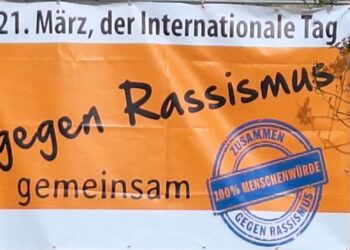 21. März, der Internationale Tag
gegen Rassismus
gemeinsam
ZUSAMMEN
100% MENSCHENWÜRDE
GEGEN RASSISMUS